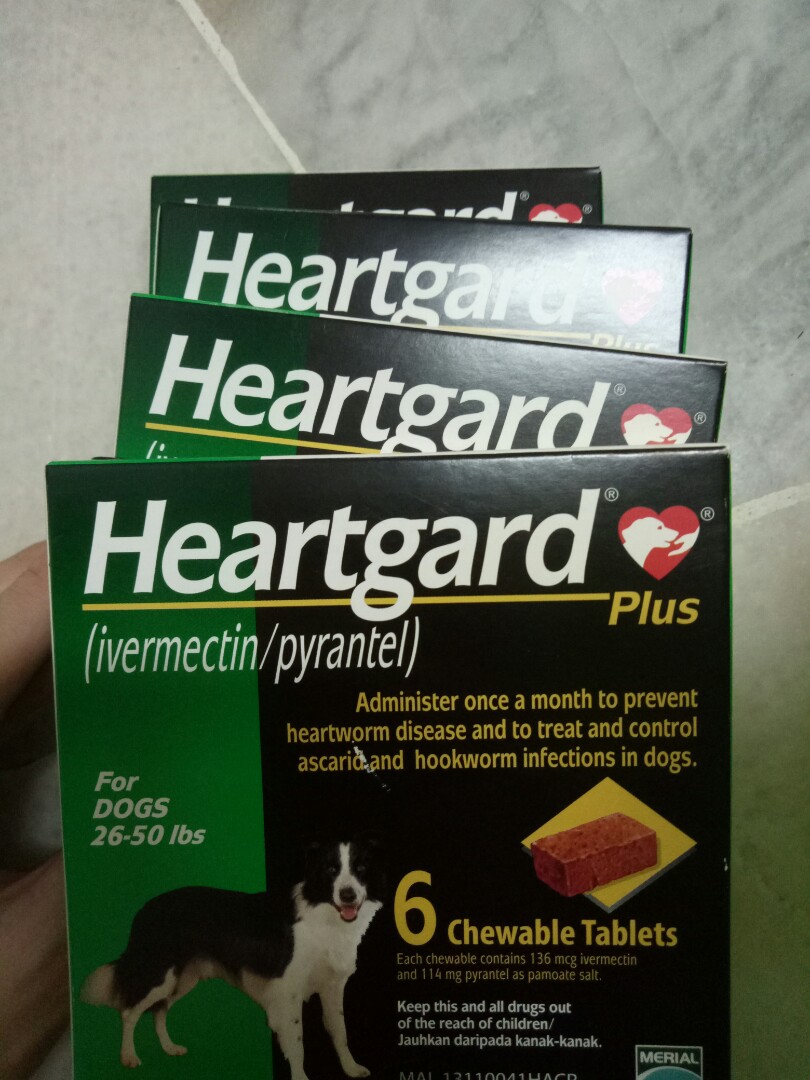 Heartgard®
Heartgard
Plus
Heartgard®
®
Heartgard®
®
Plus
(ivermectin/pyrantel)
Administer once a month to prevent
heartworm disease and to treat and control
ascarid and hookworm infections in dogs.
For
DOGS
26-50 lbs
6 Chewable Tablets
Each chewable contains 136 mcg ivermectin
and 114 mg pyrantel as pamoate salt.
Keep this and all drugs out
of the reach of children/
Jauhkan daripada kanak-kanak.
MERIAL